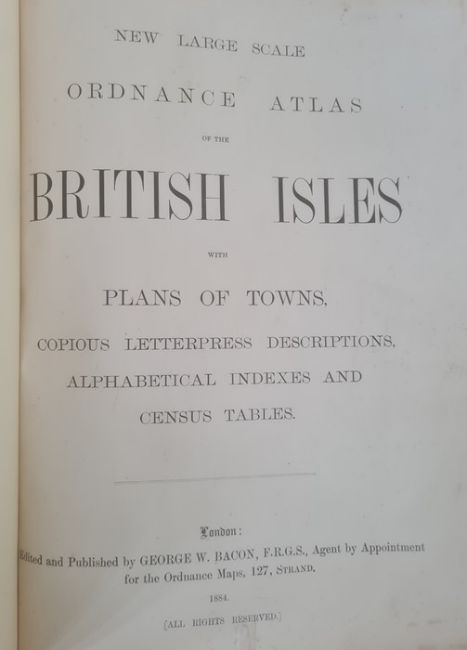 NEW LARGE SCALE
ORDNANCE ATLAS
OF THE
BRITISH ISLES
WITH
PLANS OF TOWNS,
COPIOUS LETTERPRESS DESCRIPTIONS,
ALPHABETICAL INDEXES AND
CENSUS TABLES.
London:
Edited and Published by GEORGE W. BACON, F.R.G.S., Agent by Appointment
for the Ordnance Maps, 127, STRAND.
1884.
[ALL RIGHTS RESERVED.]